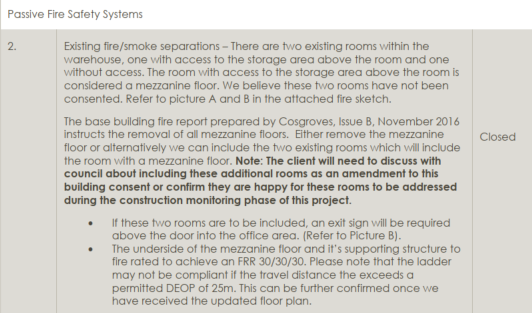 Passive Fire Safety Systems
2.
Existing fire/smoke separations – There are two existing rooms within the
warehouse, one with access to the storage area above the room and one
without access. The room with access to the storage area above the room is
considered a mezzanine floor. We believe these two rooms have not been
consented. Refer to picture A and B in the attached fire sketch.
The base building fire report prepared by Cosgroves, Issue B, November 2016
instructs the removal of all mezzanine floors.  Either remove the mezzanine
floor or alternatively we can include the two existing rooms which will include
the room with a mezzanine floor. Note: The client will need to discuss with
council about including these additional rooms as an amendment to this
building consent or confirm they are happy for these rooms to be addressed
during the construction monitoring phase of this project.
• If these two rooms are to be included, an exit sign will be required
above the door into the office area. (Refer to Picture B).
• The underside of the mezzanine floor and it's supporting structure to
fire rated to achieve an FRR 30/30/30. Please note that the ladder
may not be compliant if the travel distance the exceeds a
permitted DEOP of 25m. This can be further confirmed once we
have received the updated floor plan.
Closed